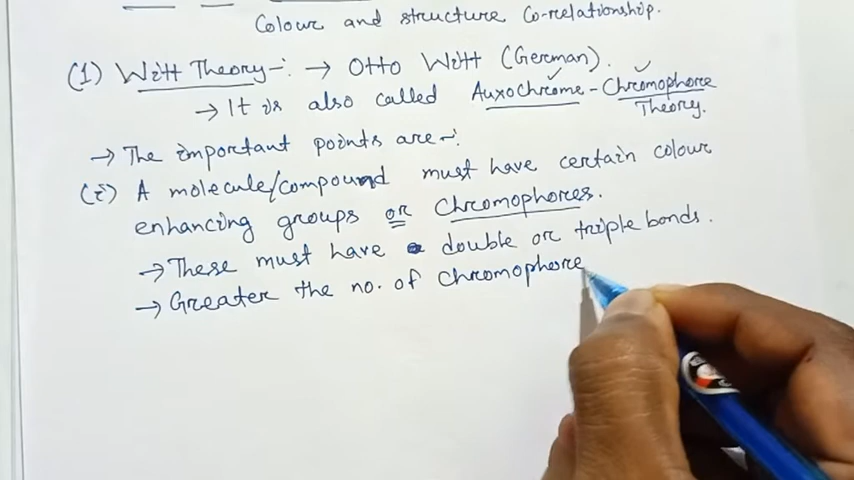 Colour and structure Co-relationship.
(1) Witt Theory-: → Otto Witt (German).
→ It is also called Auxochrome - Chromophore
Theory.
→ The important points are-:
(i) A molecule/compound must have certain colour
enhancing groups or Chromophores.
→ These must have double or triple bonds.
→ Greater the no. of Chromophore